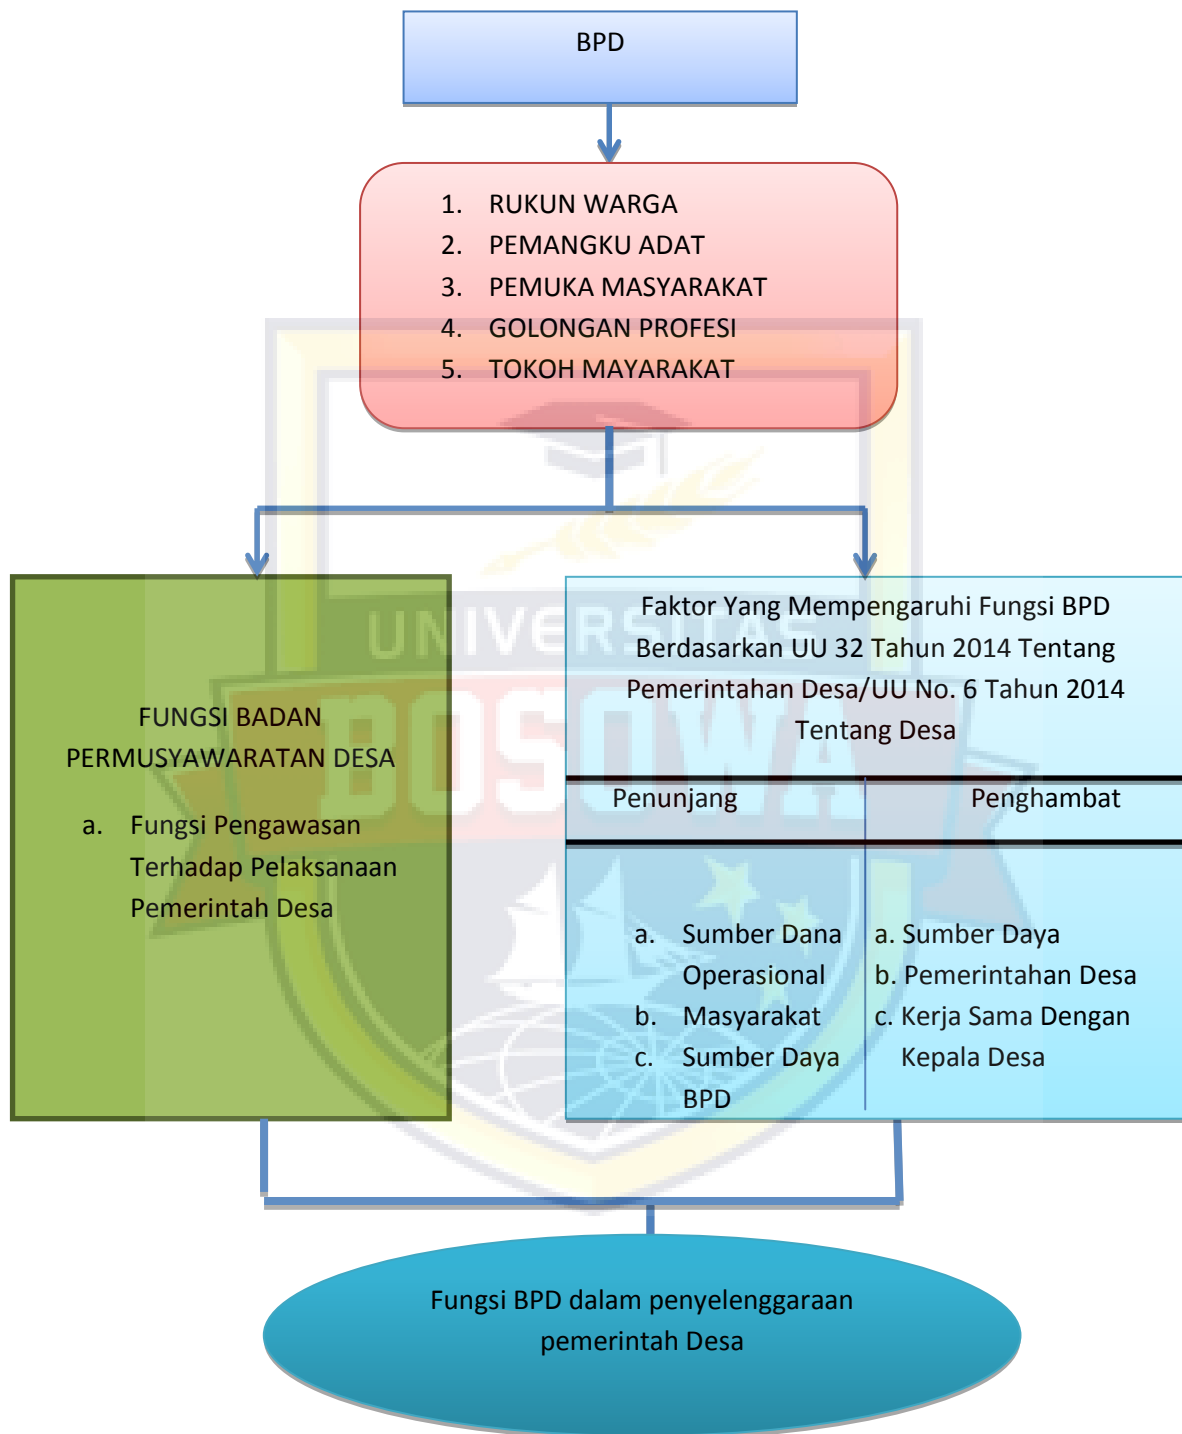 BPD
1. RUKUN WARGA
2. PEMANGKU ADAT
3. PEMUKA MASYARAKAT
4. GOLONGAN PROFESI
5. TOKOH MAYARAKAT
UNIVERSITAS
BOSOWA
FUNGSI BADAN
PERMUSYAWARATAN DESA
a. Fungsi Pengawasan
Terhadap Pelaksanaan
Pemerintah Desa
Faktor Yang Mempengaruhi Fungsi BPD
Berdasarkan UU 32 Tahun 2014 Tentang
Pemerintahan Desa/UU No. 6 Tahun 2014
Tentang Desa
Penunjang
a. Sumber Dana
Operasional
b. Masyarakat
c. Sumber Daya
BPD
Penghambat
a. Sumber Daya
b. Pemerintahan Desa
c. Kerja Sama Dengan
Kepala Desa
Fungsi BPD dalam penyelenggaraan
pemerintah Desa